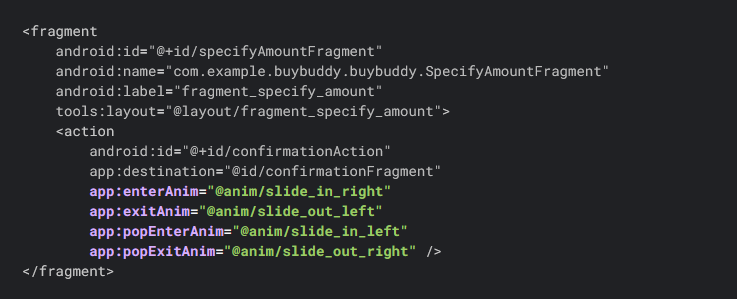 <fragment
    android:id="@+id/specifyAmountFragment"
    android:name="com.example.buybuddy.buybuddy.SpecifyAmountFragment"
    android:label="fragment_specify_amount"
    tools:layout="@layout/fragment_specify_amount">
    <action
        android:id="@+id/confirmationAction"
        app:destination="@id/confirmationFragment"
        app:enterAnim="@anim/slide_in_right"
        app:exitAnim="@anim/slide_out_left"
        app:popEnterAnim="@anim/slide_in_left"
        app:popExitAnim="@anim/slide_out_right" />
</fragment>